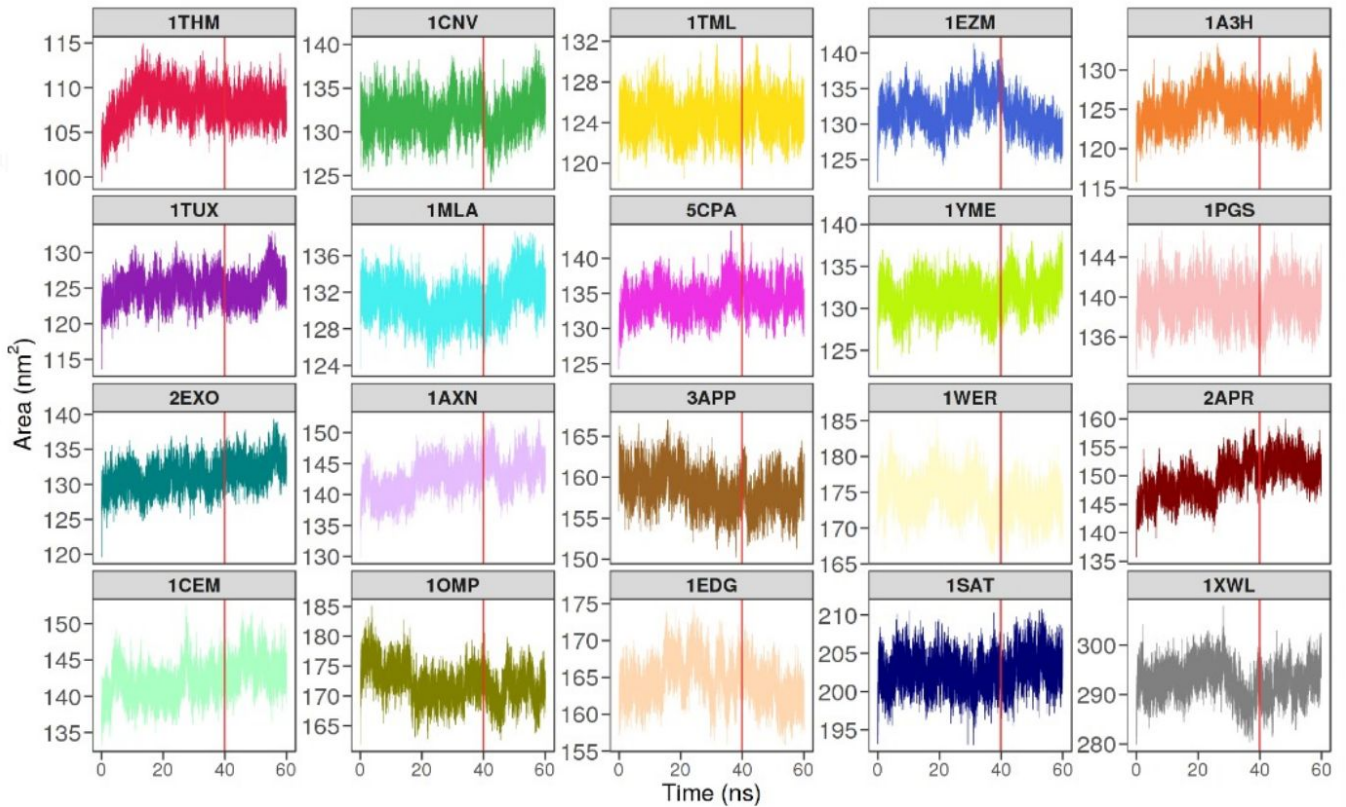 1THM 1CNV 1TML 1EZM 1A3H
115 110 105 100
140 135 130 125
132 128 124 120
140 135 130 125
130 125 120 115
1TUX 1MLA 5CPA 1YME 1PGS
130 125 120 115
136 132 128 124
140 135 130 125
140 135 130 125
144 140 136
Area (nm²)
2EXO 1AXN 3APP 1WER 2APR
140 135 130 125 120
150 145 140 135 130
165 160 155 150
185 180 175 170 165
160 155 150 145 140 135
1CEM 1OMP 1EDG 1SAT 1XWL
150 145 140 135
185 180 175 170 165
175 170 165 160 155
210 205 200 195
300 290 280
0 20 40 60 0 20 40 60 0 20 40 60 0 20 40 60 0 20 40 60
Time (ns)